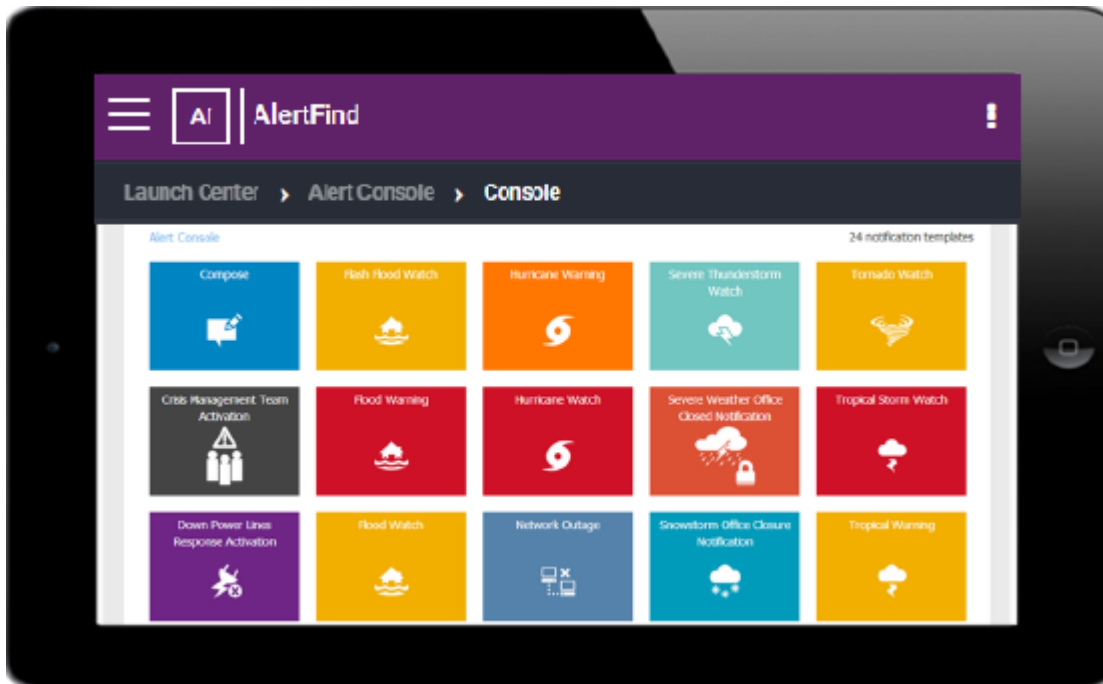 AI
AlertFind
Launch Center › Alert Console › Console
Alert Console
24 notification templates
Compose
Flash Flood Watch
Hurricane Warning
Severe Thunderstorm
Watch
Tornado Watch
Crisis Management Team
Activation
Flood Warning
Hurricane Watch
Severe Weather Office
Closed Notification
Tropical Storm Watch
Down Power Lines
Response Activation
Flood Watch
Network Outage
Snowstorm Office Closure
Notification
Tropical Warning